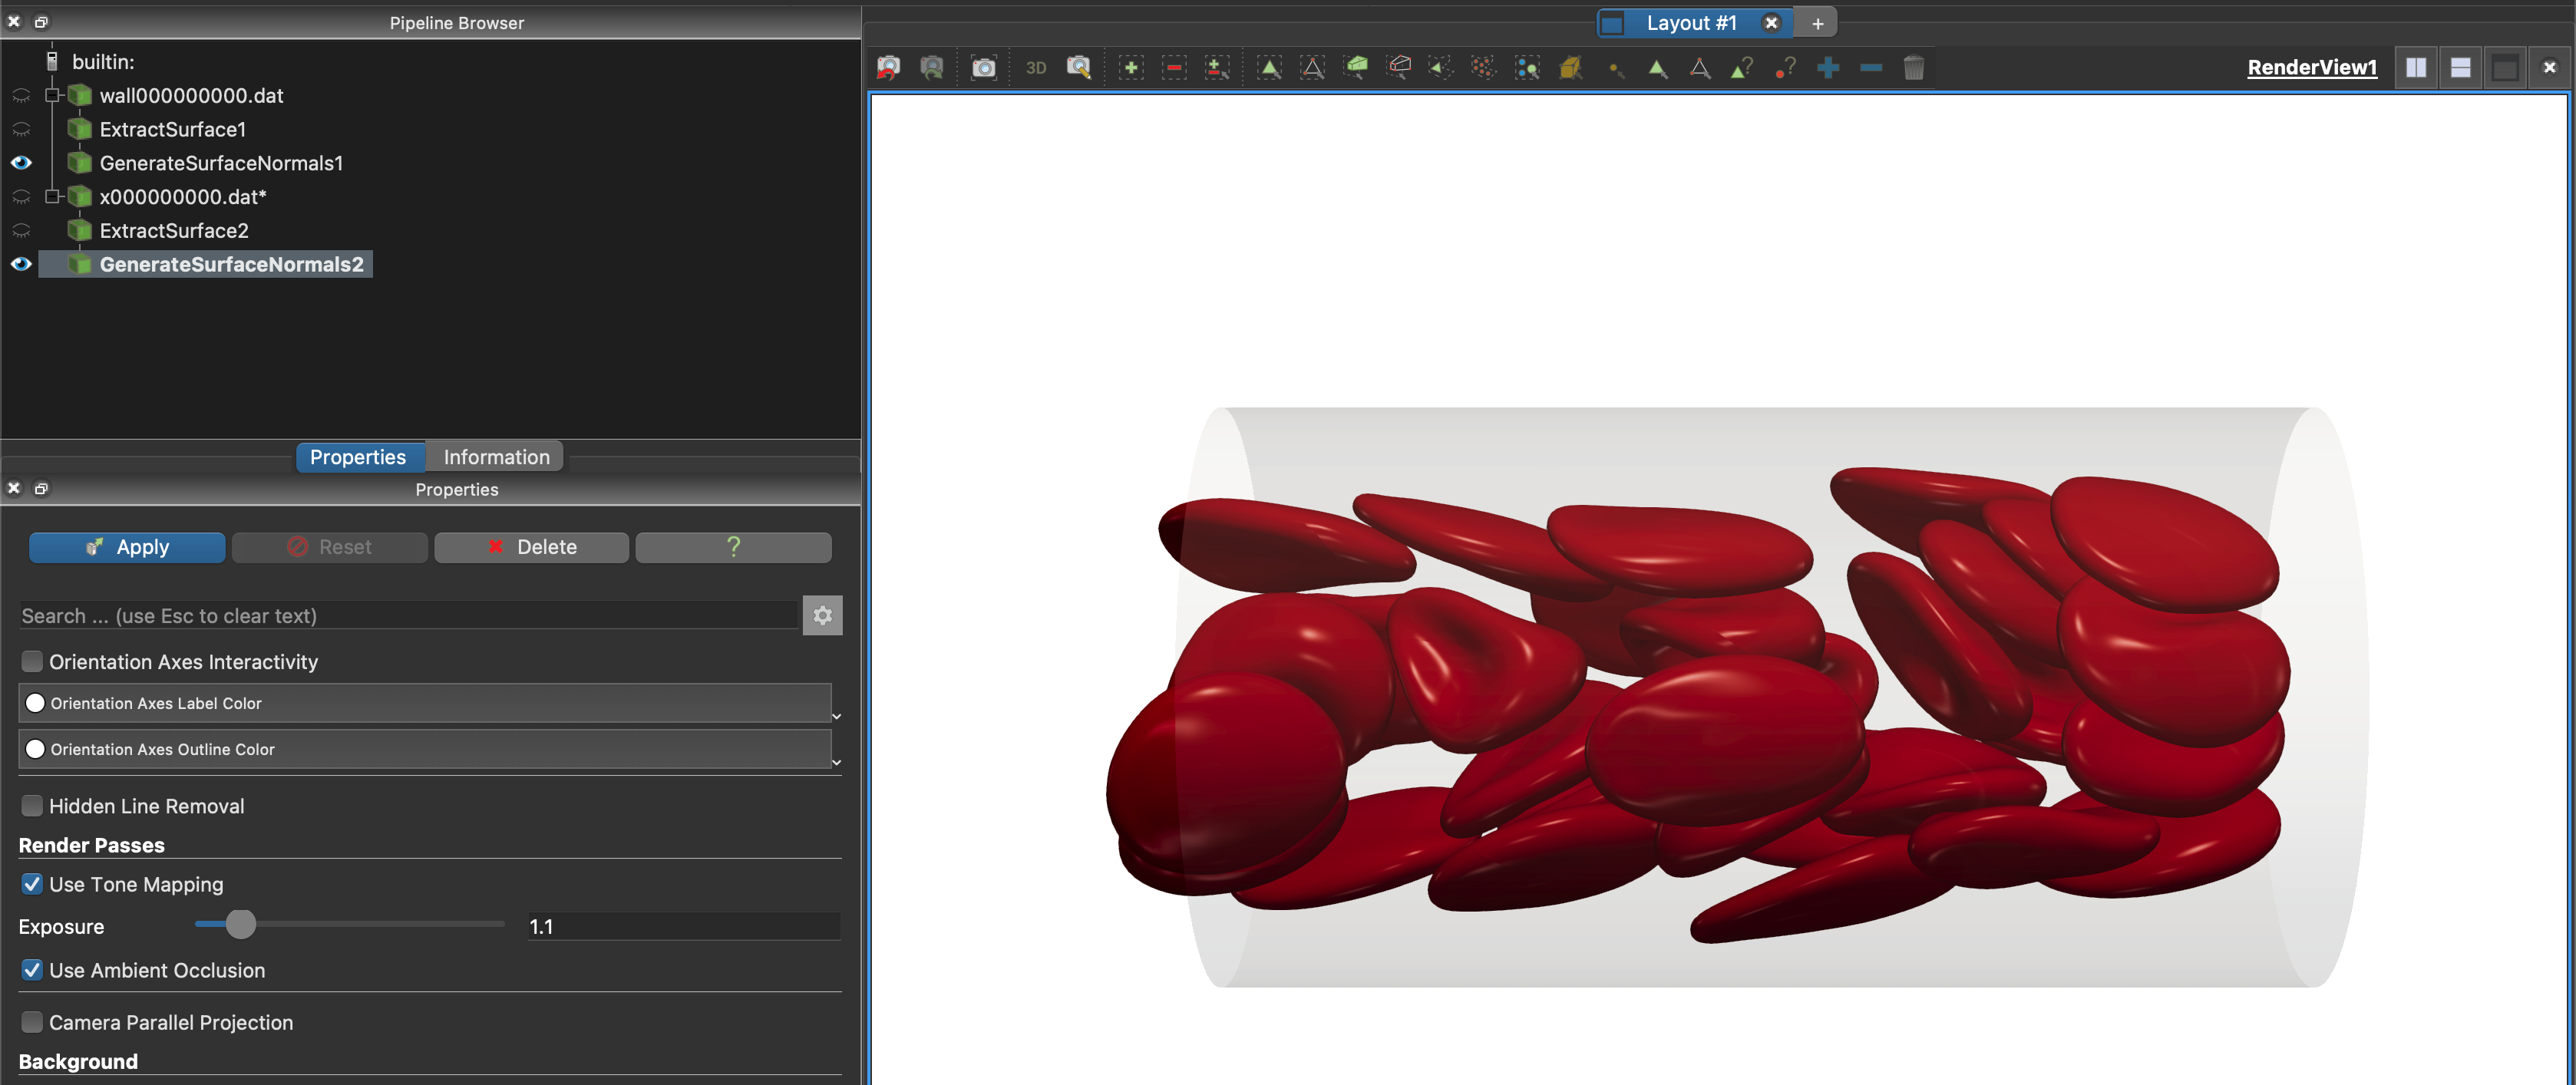 Pipeline Browser
builtin:
wall000000000.dat
ExtractSurface1
GenerateSurfaceNormals1
x000000000.dat*
ExtractSurface2
GenerateSurfaceNormals2
Properties
Information
Properties
Apply
Reset
Delete
?
Search ... (use Esc to clear text)
Orientation Axes Interactivity
Orientation Axes Label Color
Orientation Axes Outline Color
Hidden Line Removal
Render Passes
Use Tone Mapping
Exposure
1.1
Use Ambient Occlusion
Camera Parallel Projection
Background
Layout #1
+
3D
RenderView1